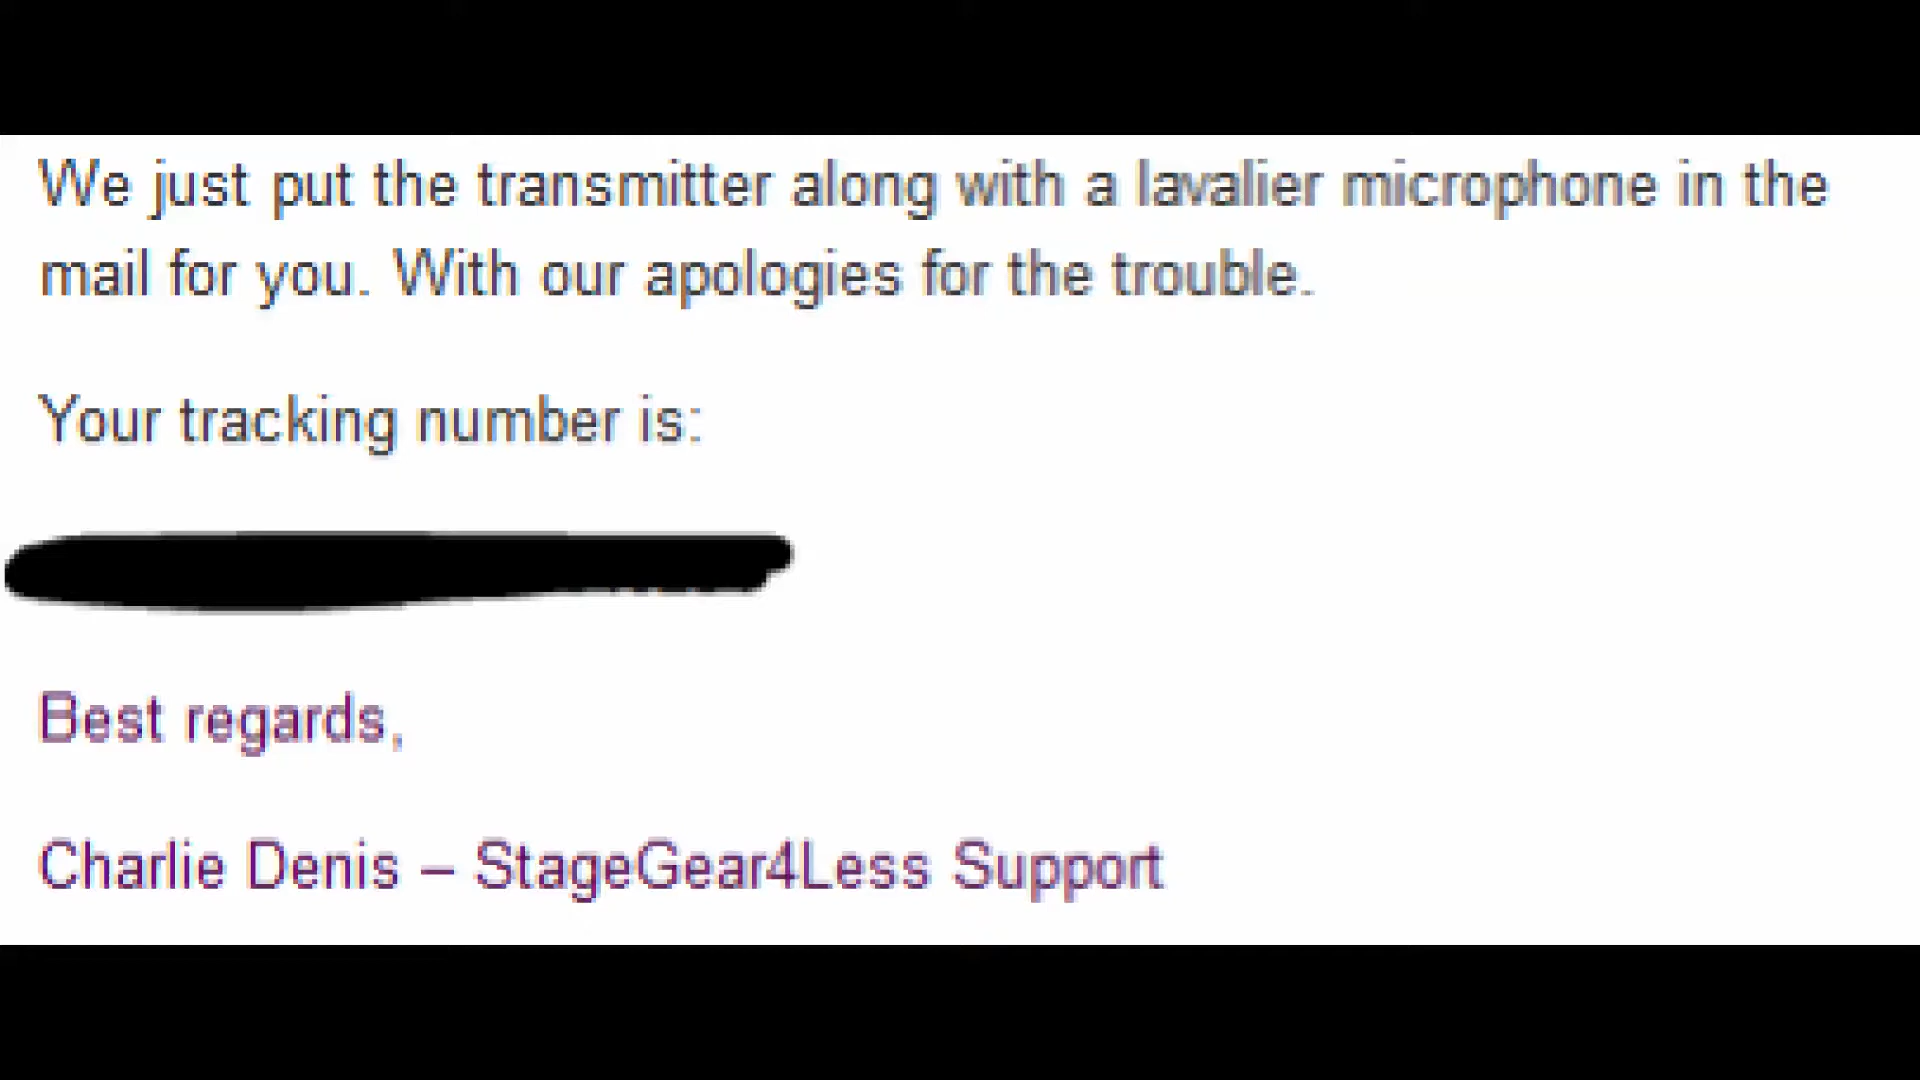 We just put the transmitter along with a lavalier microphone in the
mail for you. With our apologies for the trouble.
Your tracking number is:
Best regards,
Charlie Denis – StageGear4Less Support